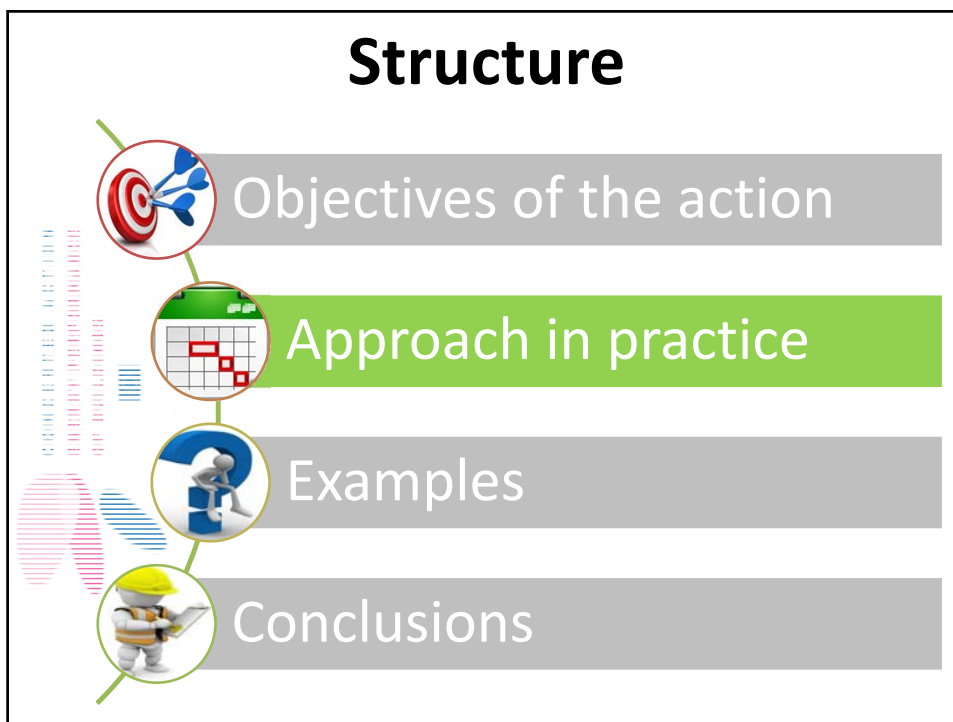 Structure
Objectives of the action
Approach in practice
Examples
Conclusions